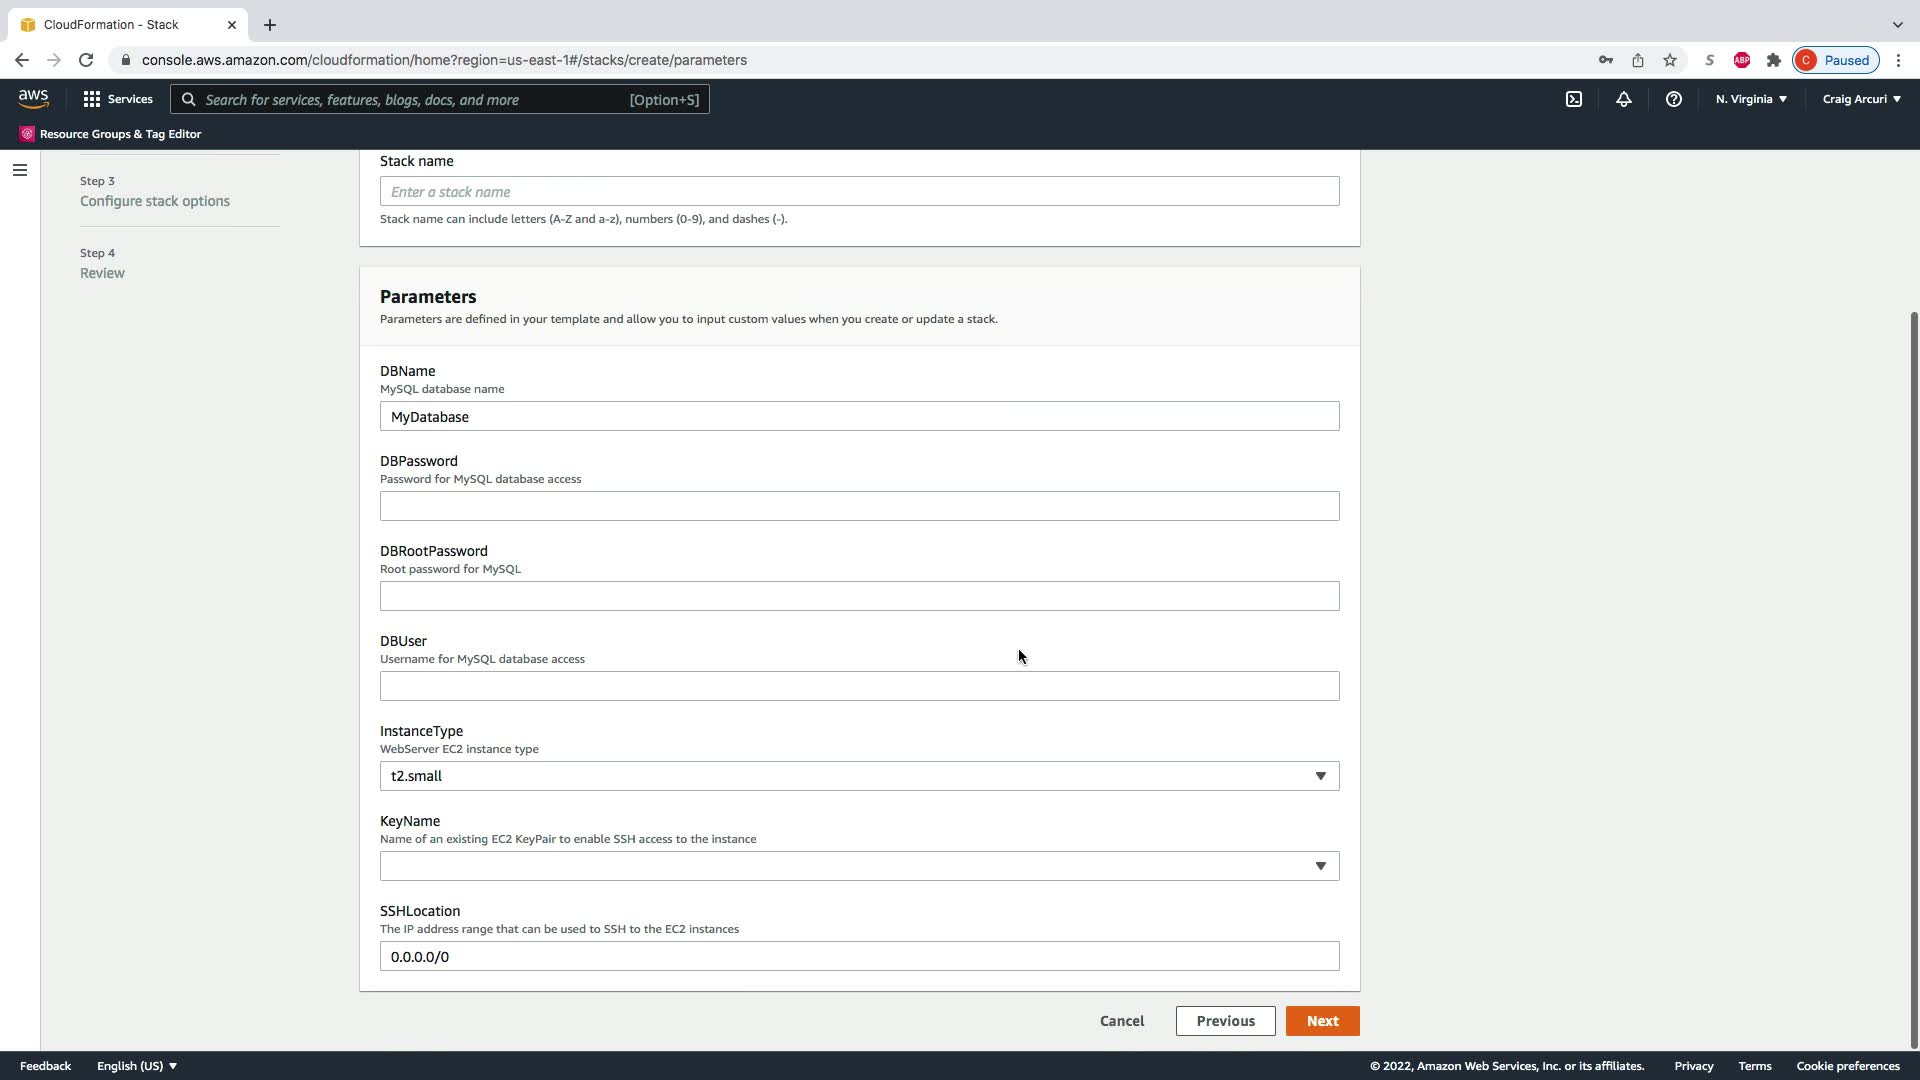 CloudFormation - Stack
console.aws.amazon.com/cloudformation/home?region=us-east-1#/stacks/create/parameters
S
ABP
C Paused
aws
Services
Search for services, features, blogs, docs, and more [Option+S]
N. Virginia
Craig Arcuri
Resource Groups & Tag Editor
Step 3
Configure stack options
Step 4
Review
Stack name
Enter a stack name
Stack name can include letters (A-Z and a-z), numbers (0-9), and dashes (-).
Parameters
Parameters are defined in your template and allow you to input custom values when you create or update a stack.
DBName
MySQL database name
MyDatabase
DBPassword
Password for MySQL database access
DBRootPassword
Root password for MySQL
DBUser
Username for MySQL database access
InstanceType
WebServer EC2 instance type
t2.small
KeyName
Name of an existing EC2 KeyPair to enable SSH access to the instance
SSHLocation
The IP address range that can be used to SSH to the EC2 instances
0.0.0.0/0
Cancel
Previous
Next
Feedback
English (US)
© 2022, Amazon Web Services, Inc. or its affiliates.
Privacy
Terms
Cookie preferences